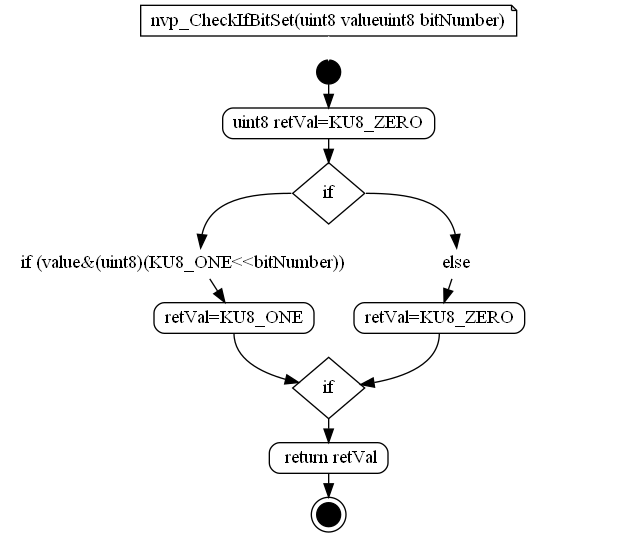 nvp_CheckIfBitSet(uint8 valueuint8 bitNumber)
uint8 retVal=KU8_ZERO
if
if (value&(uint8)(KU8_ONE<<bitNumber))
else
retVal=KU8_ONE
retVal=KU8_ZERO
if
return retVal